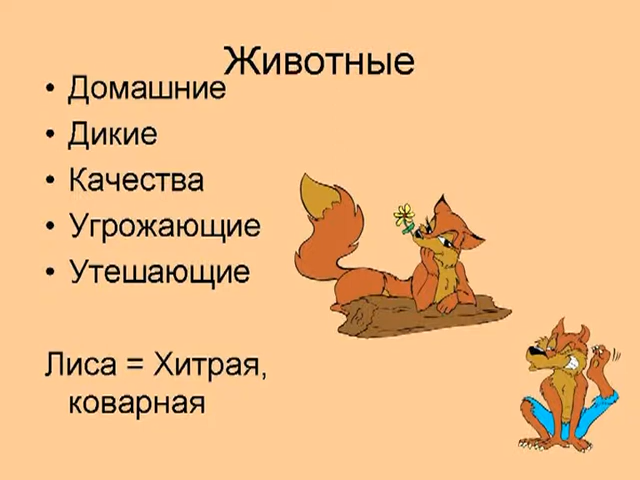 Животные
• Домашние
• Дикие
• Качества
• Угрожающие
• Утешающие
Лиса = Хитрая,
коварная